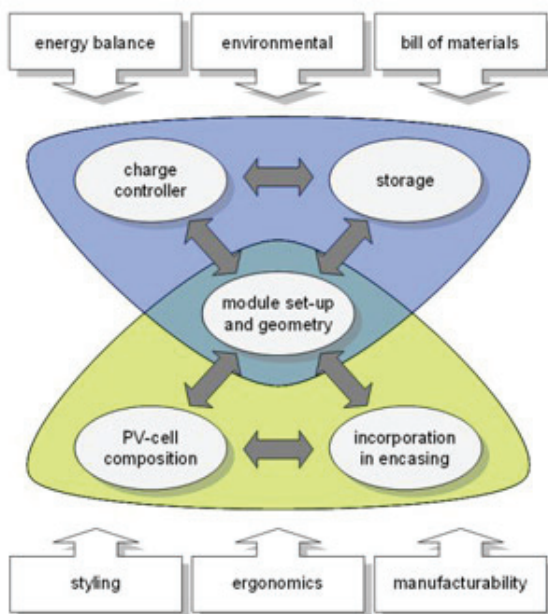 energy balance
environmental
bill of materials
charge
controller
storage
module set-up
and geometry
PV-cell
composition
incorporation
in encasing
styling
ergonomics
manufacturability